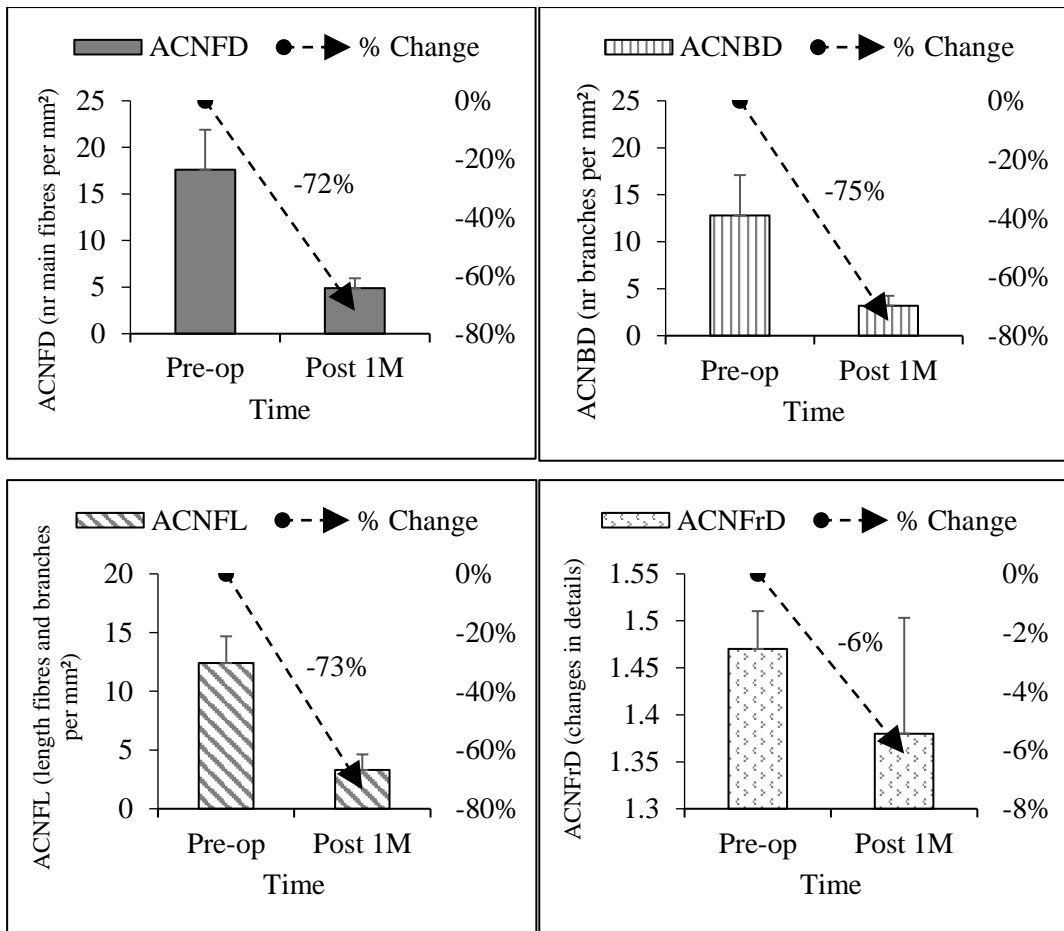 ACNFD % Change
25 0%
20 -20%
15 -40%
10 -60%
5 -80%
0
-72%
ACNFD (nr main fibres per mm²)
Pre-op Post 1M
Time
ACNBD % Change
25 0%
20 -20%
15 -40%
10 -60%
5 -80%
0
-75%
ACNBD (nr branches per mm²)
Pre-op Post 1M
Time
ACNFL % Change
20 0%
15 -20%
10 -40%
5 -60%
0 -80%
-73%
ACNFL (length fibres and branches
per mm²)
Pre-op Post 1M
Time
ACNFrD % Change
1.55 0%
1.5 -2%
1.45 -4%
1.4 -6%
1.35 -8%
1.3
-6%
ACNFrD (changes in details)
Pre-op Post 1M
Time